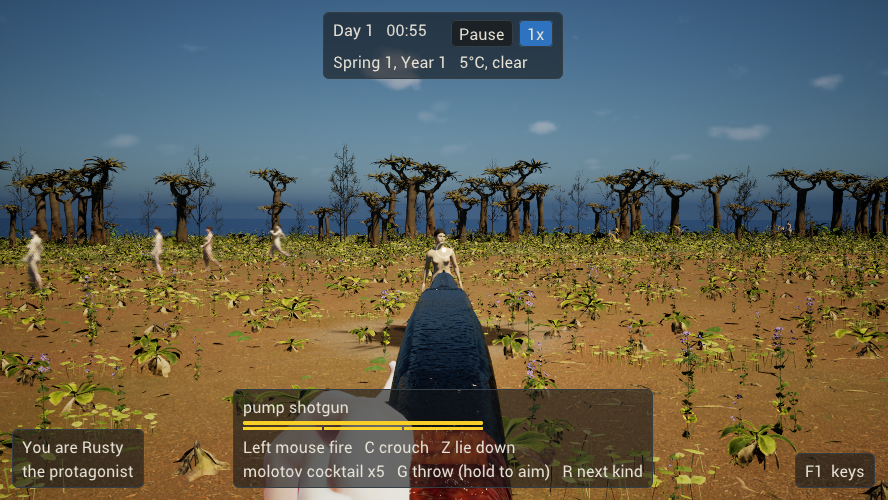 Day 1 00:55 Pause 1x
Spring 1, Year 1 5°C, clear
pump shotgun
Left mouse fire C crouch Z lie down
molotov cocktail x5 G throw (hold to aim) R next kind
You are Rusty
the protagonist
F1 keys